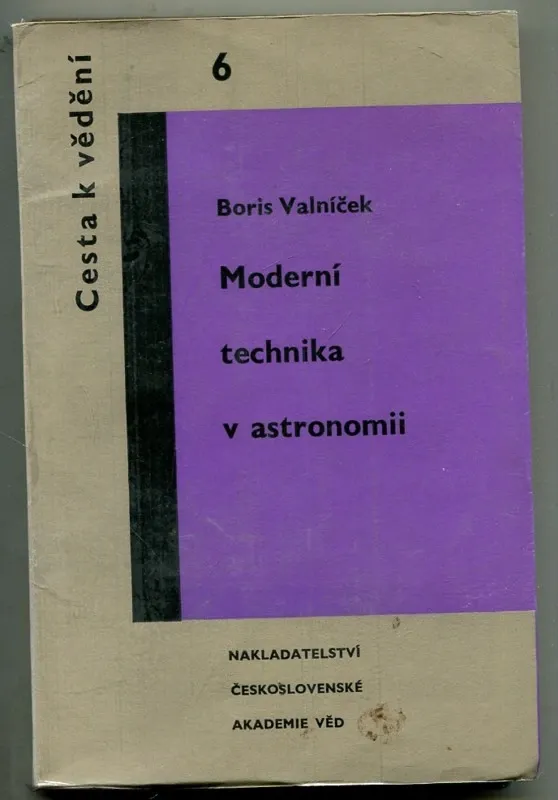 Cesta k vědění
6
Boris Valníček
Moderní
technika
v astronomii
NAKLADATELSTVÍ
ČESKOSLOVENSKÉ
AKADEMIE VĚD